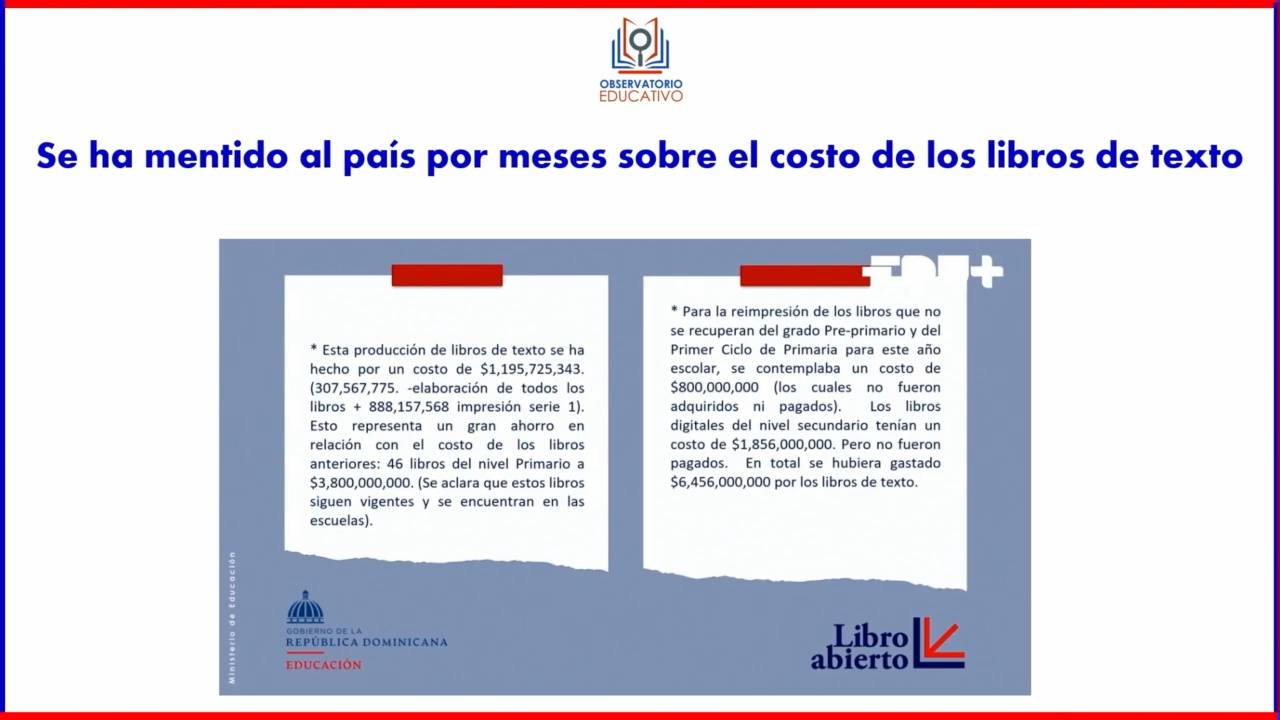 OBSERVATORIO
EDUCATIVO
Se ha mentido al país por meses sobre el costo de los libros de texto
* Esta producción de libros de texto se ha
hecho por un costo de $1,195,725,343.
(307,567,775. -elaboración de todos los
libros + 888,157,568 impresión serie 1).
Esto representa un gran ahorro en
relación con el costo de los libros
anteriores: 46 libros del nivel Primario a
$3,800,000,000. (Se aclara que estos libros
siguen vigentes y se encuentran en las
escuelas).
* Para la reimpresión de los libros que no
se recuperan del grado Pre-primario y del
Primer Ciclo de Primaria para este año
escolar, se contemplaba un costo de
$800,000,000 (los cuales no fueron
adquiridos ni pagados). Los libros
digitales del nivel secundario tenían un
costo de $1,856,000,000. Pero no fueron
pagados. En total se hubiera gastado
$6,456,000,000 por los libros de texto.
Ministerio de Educación
GOBIERNO DE LA
REPÚBLICA DOMINICANA
EDUCACIÓN
Libro
abierto